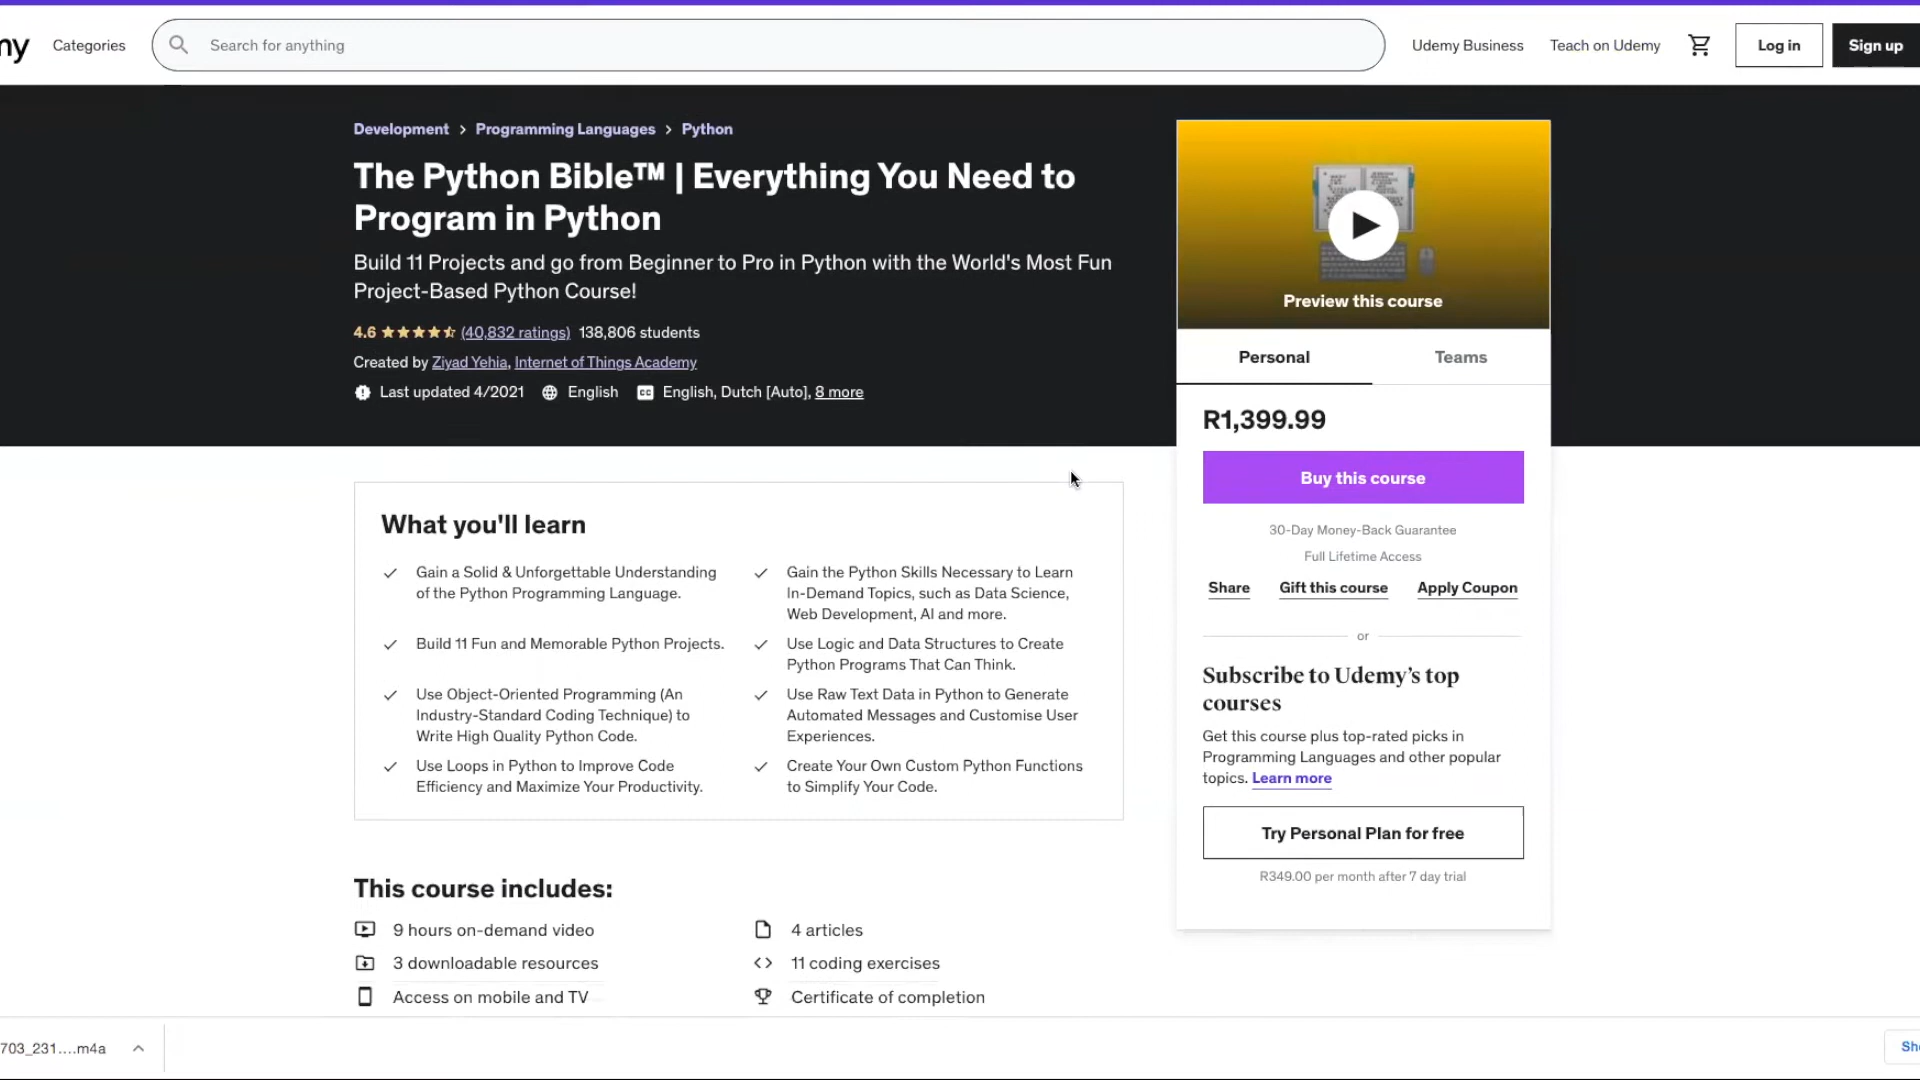 my Categories Search for anything Udemy Business Teach on Udemy Log in Sign up
Development > Programming Languages > Python
The Python Bible™ | Everything You Need to
Program in Python
Build 11 Projects and go from Beginner to Pro in Python with the World's Most Fun
Project-Based Python Course!
4.6 (40,832 ratings) 138,806 students
Created by Ziyad Yehia, Internet of Things Academy
Last updated 4/2021 English CC English, Dutch [Auto], 8 more
Preview this course
Personal Teams
R1,399.99
Buy this course
30-Day Money-Back Guarantee
Full Lifetime Access
Share Gift this course Apply Coupon
or
Subscribe to Udemy’s top
courses
Get this course plus top-rated picks in
Programming Languages and other popular
topics. Learn more
Try Personal Plan for free
R349.00 per month after 7 day trial
What you'll learn
Gain a Solid & Unforgettable Understanding
of the Python Programming Language.
Gain the Python Skills Necessary to Learn
In-Demand Topics, such as Data Science,
Web Development, AI and more.
Build 11 Fun and Memorable Python Projects.
Use Logic and Data Structures to Create
Python Programs That Can Think.
Use Object-Oriented Programming (An
Industry-Standard Coding Technique) to
Write High Quality Python Code.
Use Raw Text Data in Python to Generate
Automated Messages and Customise User
Experiences.
Use Loops in Python to Improve Code
Efficiency and Maximize Your Productivity.
Create Your Own Custom Python Functions
to Simplify Your Code.
This course includes:
9 hours on-demand video
4 articles
3 downloadable resources
11 coding exercises
Access on mobile and TV
Certificate of completion
703_231....m4a
Sh